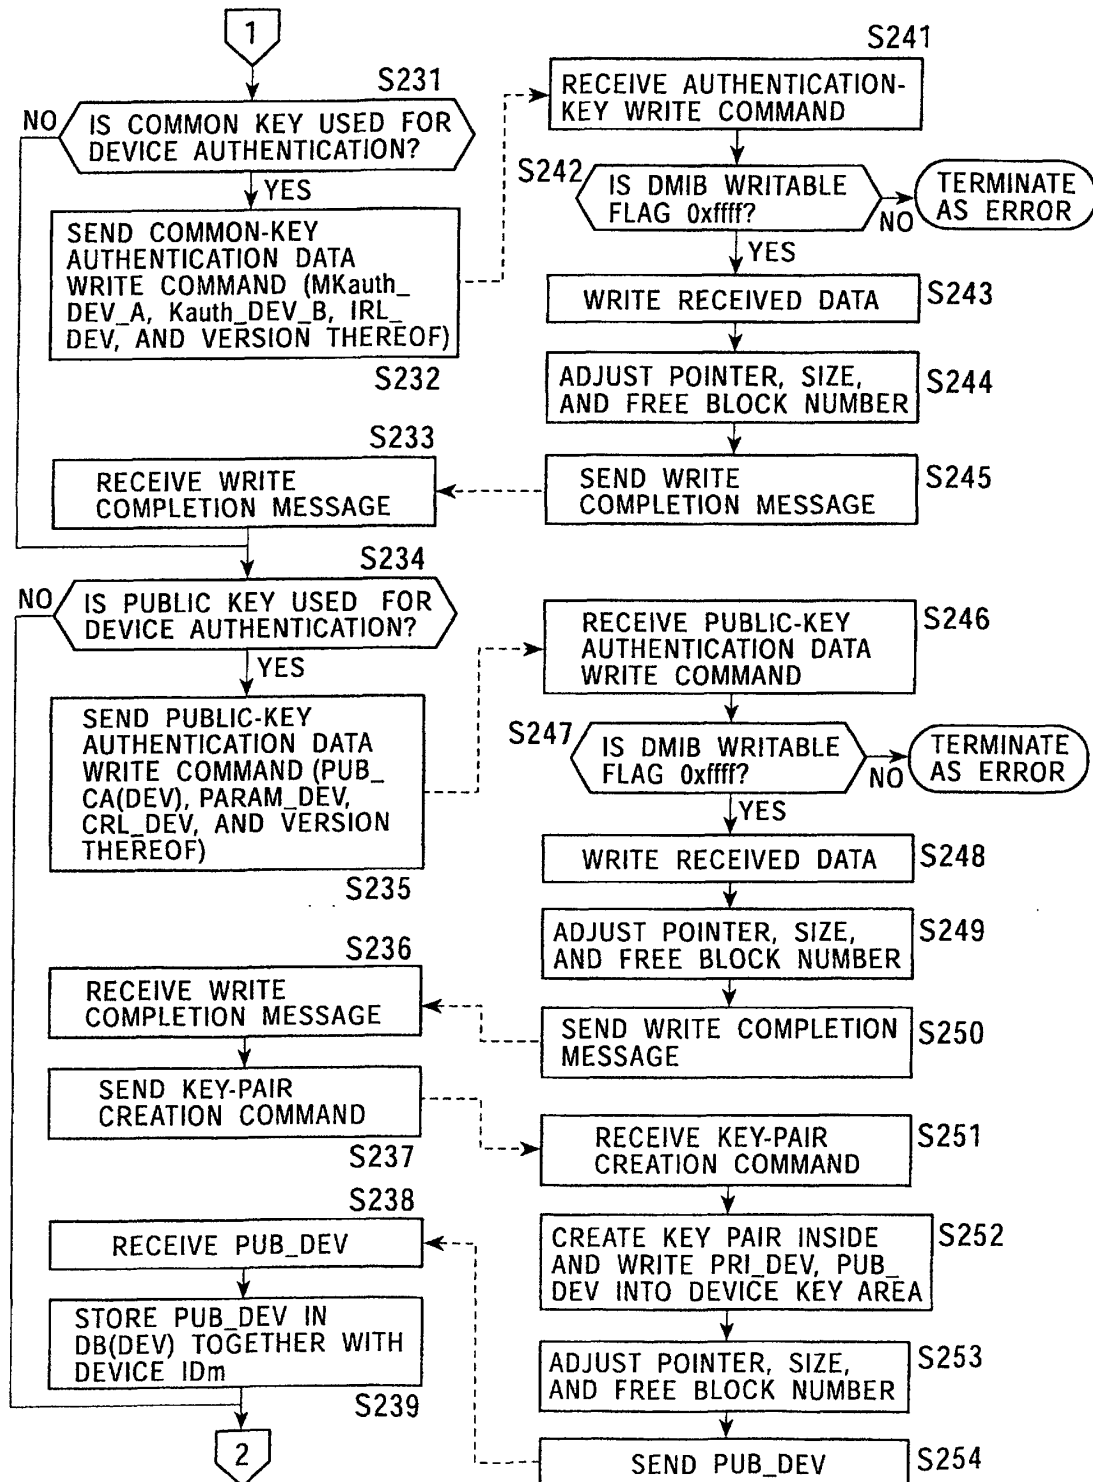 1
S231
NO
IS COMMON KEY USED FOR
DEVICE AUTHENTICATION?
YES
SEND COMMON-KEY
AUTHENTICATION DATA
WRITE COMMAND (MKauth_
DEV_A, Kauth_DEV_B, IRL_
DEV, AND VERSION THEREOF)
S232
S233
RECEIVE WRITE
COMPLETION MESSAGE
S234
NO
IS PUBLIC KEY USED FOR
DEVICE AUTHENTICATION?
YES
SEND PUBLIC-KEY
AUTHENTICATION DATA
WRITE COMMAND (PUB_
CA(DEV), PARAM_DEV,
CRL_DEV, AND VERSION
THEREOF)
S235
S236
RECEIVE WRITE
COMPLETION MESSAGE
SEND KEY-PAIR
CREATION COMMAND
S237
S238
RECEIVE PUB_DEV
STORE PUB_DEV IN
DB(DEV) TOGETHER WITH
DEVICE IDm
S239
2
S241
RECEIVE AUTHENTICATION-
KEY WRITE COMMAND
S242
IS DMIB WRITABLE
FLAG 0xffff?
NO
TERMINATE
AS ERROR
YES
WRITE RECEIVED DATA
S243
ADJUST POINTER, SIZE,
AND FREE BLOCK NUMBER
S244
SEND WRITE
COMPLETION MESSAGE
S245
RECEIVE PUBLIC-KEY
AUTHENTICATION DATA
WRITE COMMAND
S246
S247
IS DMIB WRITABLE
FLAG 0xffff?
NO
TERMINATE
AS ERROR
YES
WRITE RECEIVED DATA
S248
ADJUST POINTER, SIZE,
AND FREE BLOCK NUMBER
S249
SEND WRITE COMPLETION
MESSAGE
S250
RECEIVE KEY-PAIR
CREATION COMMAND
S251
CREATE KEY PAIR INSIDE
AND WRITE PRI_DEV, PUB_
DEV INTO DEVICE KEY AREA
S252
ADJUST POINTER, SIZE,
AND FREE BLOCK NUMBER
S253
SEND PUB_DEV
S254